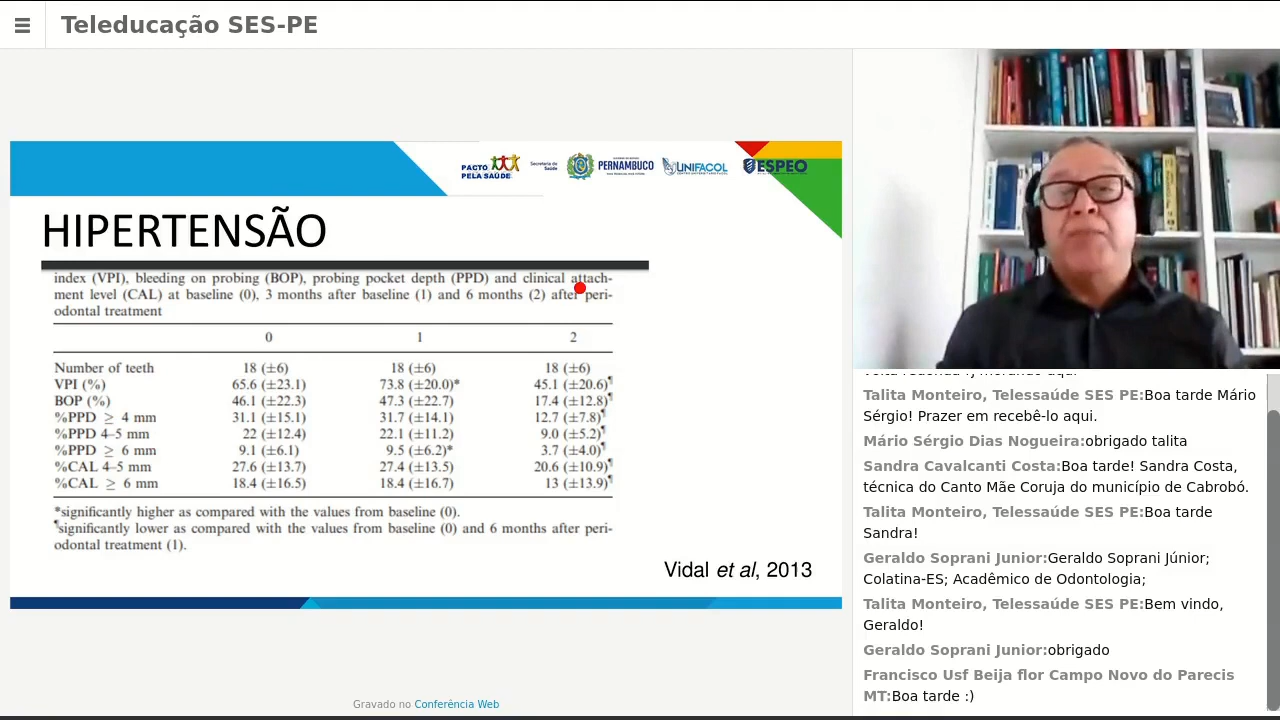 Teleducação SES-PE
PACTO
PELA SAÚDE
Secretaria de
Saúde
PERNAMBUCO
UNIFACOL
ESPEO
HIPERTENSÃO
index (VPI), bleeding on probing (BOP), probing pocket depth (PPD) and clinical attach-
ment level (CAL) at baseline (0), 3 months after baseline (1) and 6 months (2) after peri-
odontal treatment
0 1 2
Number of teeth 18 (±6) 18 (±6) 18 (±6)
VPI (%) 65.6 (±23.1) 73.8 (±20.0)* 45.1 (±20.6)¶
BOP (%) 46.1 (±22.3) 47.3 (±22.7) 17.4 (±12.8)¶
%PPD ≥ 4 mm 31.1 (±15.1) 31.7 (±14.1) 12.7 (±7.8)¶
%PPD 4–5 mm 22 (±12.4) 22.1 (±11.2) 9.0 (±5.2)¶
%PPD ≥ 6 mm 9.1 (±6.1) 9.5 (±6.2)* 3.7 (±4.0)¶
%CAL 4–5 mm 27.6 (±13.7) 27.4 (±13.5) 20.6 (±10.9)¶
%CAL ≥ 6 mm 18.4 (±16.5) 18.4 (±16.7) 13 (±13.9)¶
*significantly higher as compared with the values from baseline (0).
¶significantly lower as compared with the values from baseline (0) and 6 months after peri-
odontal treatment (1).
Vidal et al, 2013
Gravado no Conferência Web
Talita Monteiro, Telessaúde SES PE:Boa tarde Mário
Sérgio! Prazer em recebê-lo aqui.
Mário Sérgio Dias Nogueira:obrigado talita
Sandra Cavalcanti Costa:Boa tarde! Sandra Costa,
técnica do Canto Mãe Coruja do município de Cabrobó.
Talita Monteiro, Telessaúde SES PE:Boa tarde
Sandra!
Geraldo Soprani Junior:Geraldo Soprani Júnior;
Colatina-ES; Acadêmico de Odontologia;
Talita Monteiro, Telessaúde SES PE:Bem vindo,
Geraldo!
Geraldo Soprani Junior:obrigado
Francisco Usf Beija flor Campo Novo do Parecis
MT:Boa tarde :)